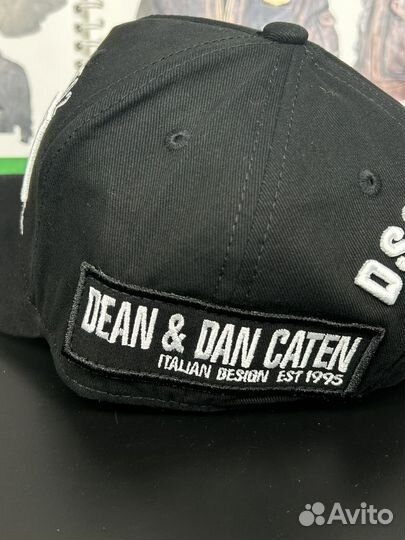 DEAN & DAN CATEN
ITALIAN DESIGN EST 1995
Avito